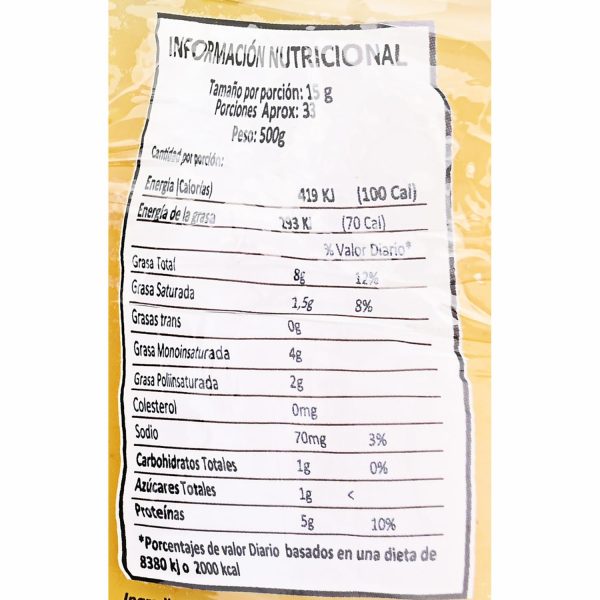 INFORMACIÓN NUTRICIONAL
Tamaño por porción: 15 g
Porciones Aprox: 33
Peso: 500g
Cantidad por porción:
Energia (Calorías) 419 KJ (100 Cal)
Energía de la grasa 293 KJ (70 Cal)
% Valor Diario*
Grasa Total 8g 12%
Grasa Saturada 1,5g 8%
Grasas trans 0g
Grasa Monoinsaturada 4g
Grasa Poliinsaturada 2g
Colesterol 0mg
Sodio 70mg 3%
Carbohidratos Totales 1g 0%
Azúcares Totales 1g <
Proteínas 5g 10%
*Porcentajes de valor Diario basados en una dieta de
8380 kj o 2000 kcal